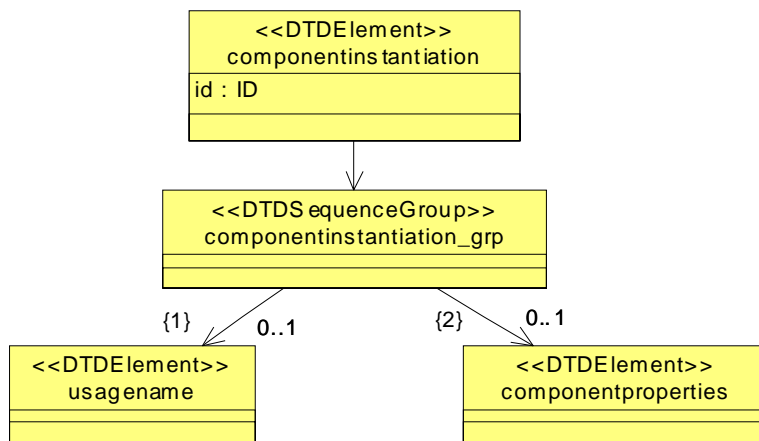 <<DTDElement>>
componentinstantiation
id : ID
<<DTDSequenceGroup>>
componentinstantiation_grp
{1}
0..1
{2}
0..1
<<DTDElement>>
usagename
<<DTDElement>>
componentproperties